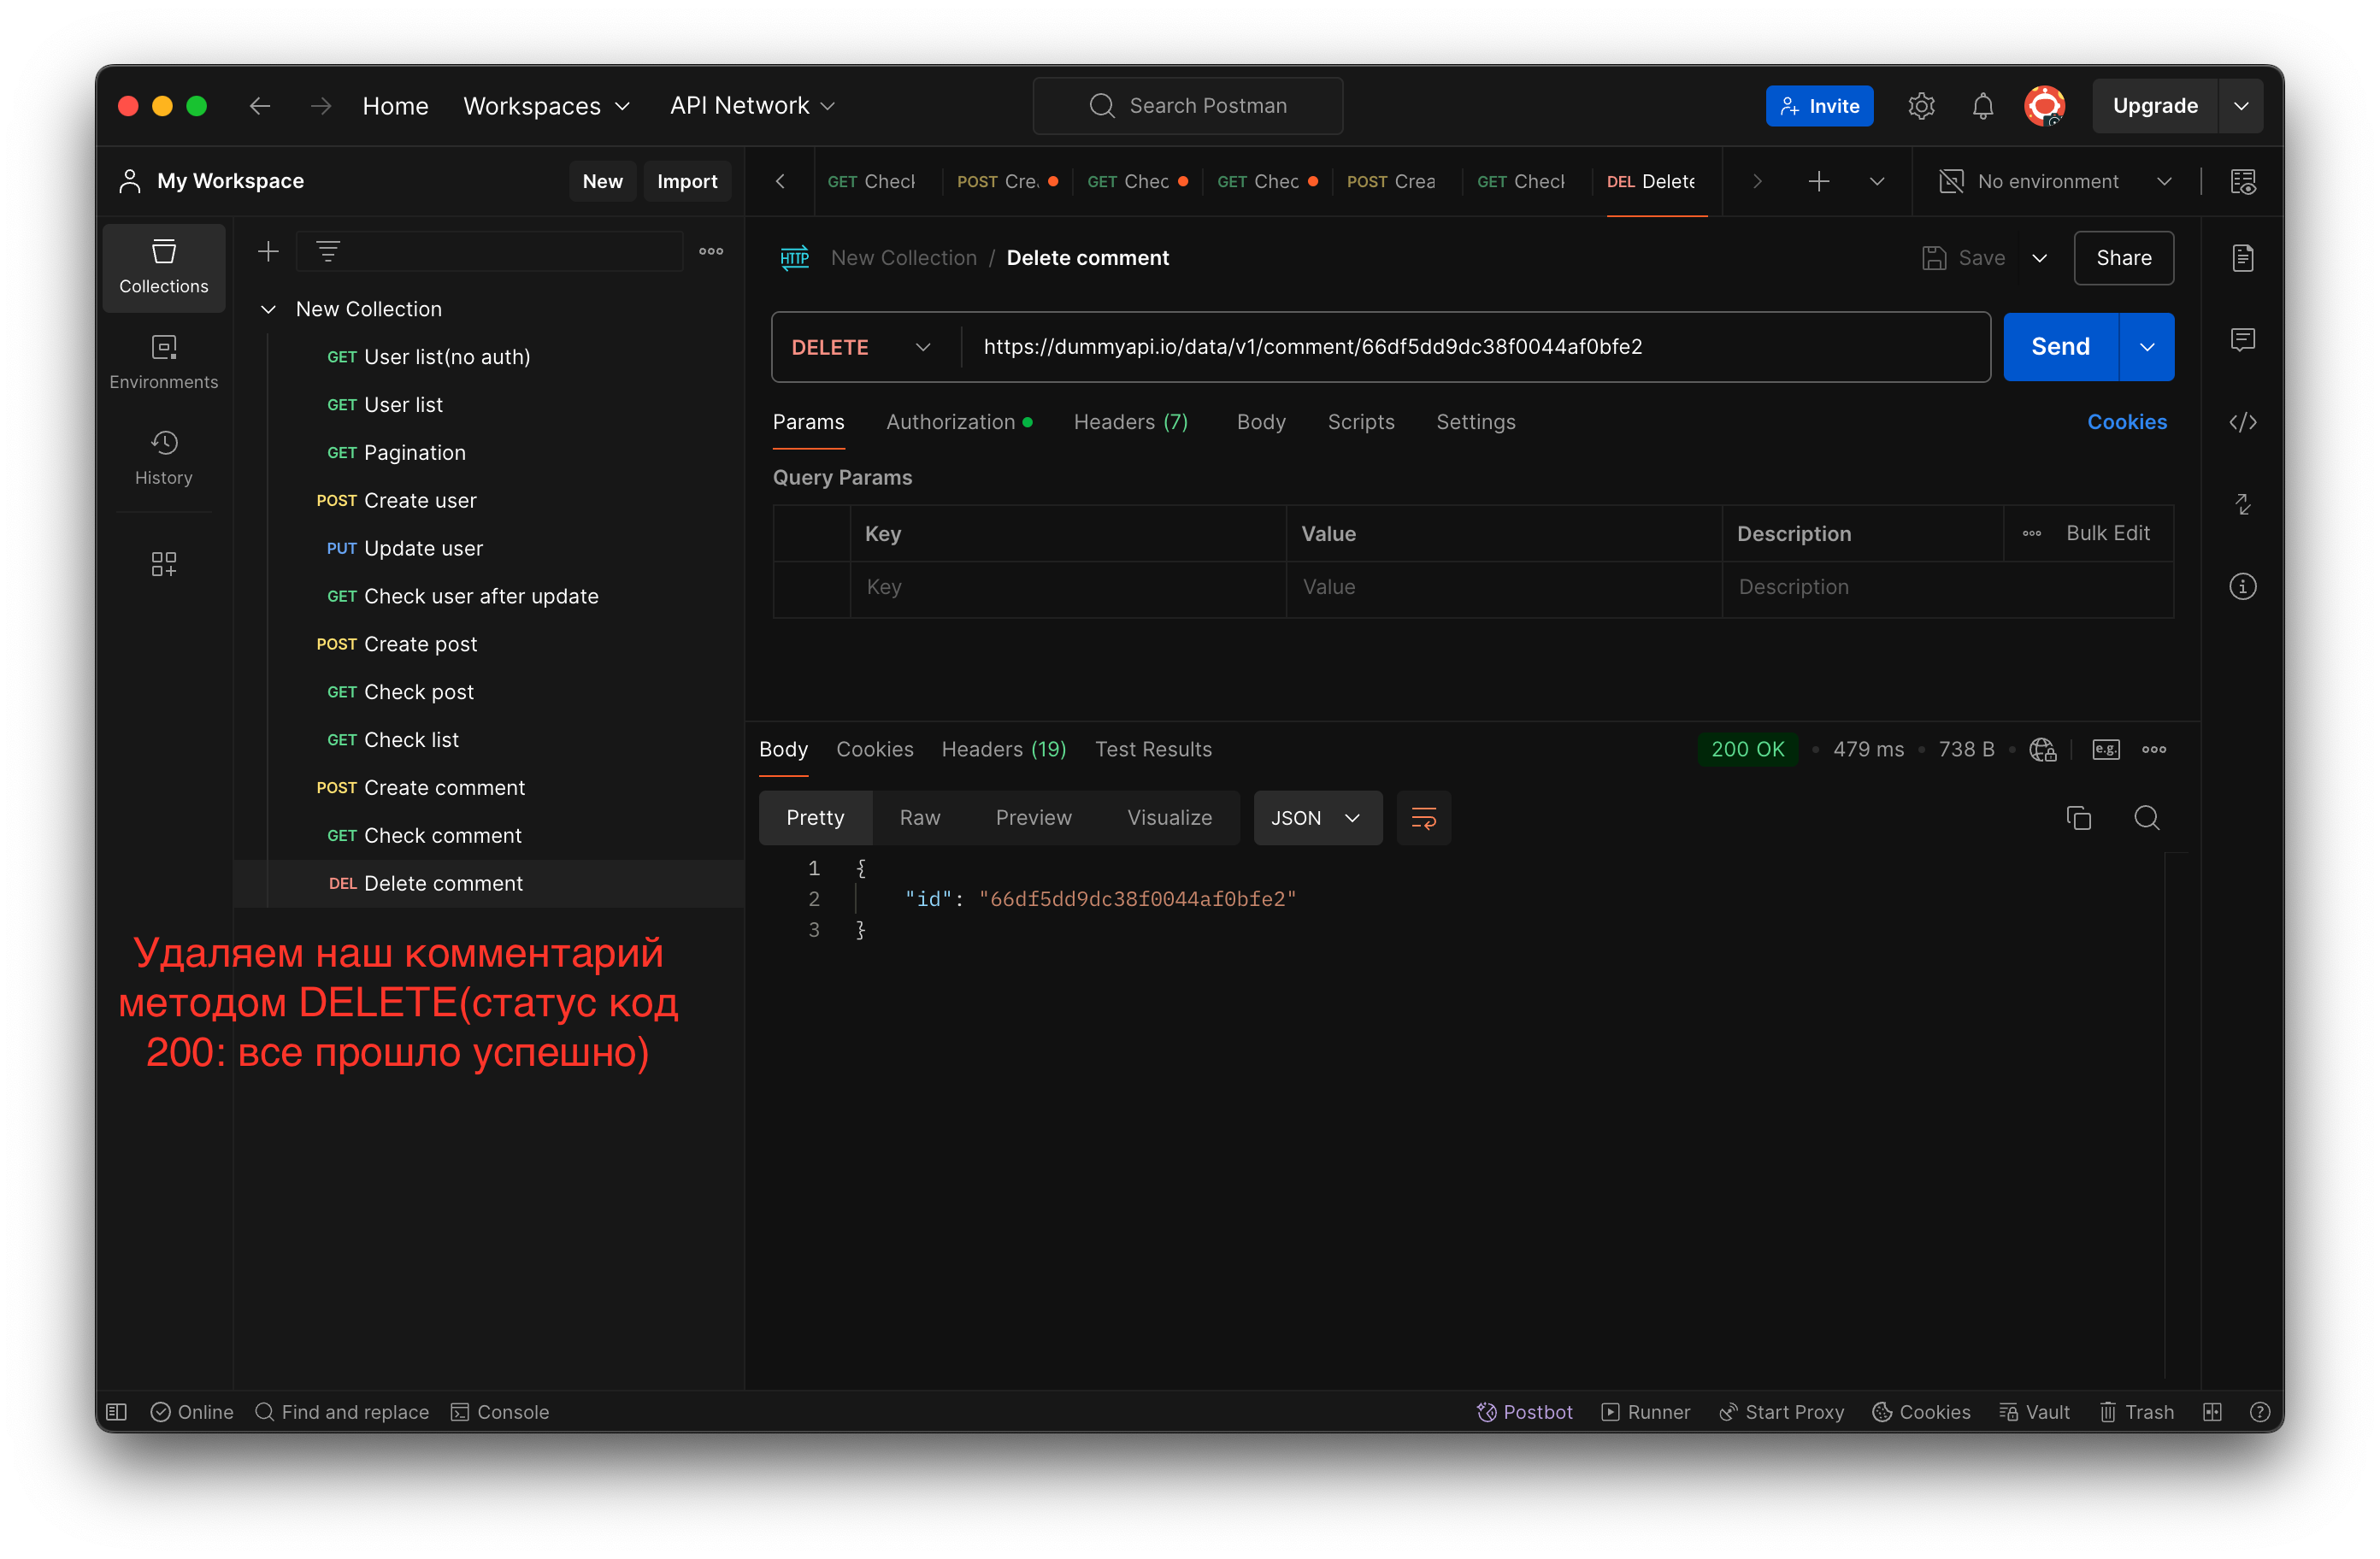 Home Workspaces API Network Search Postman Invite Upgrade
My Workspace New Import
GET Check POST Cre. GET Chec GET Chec POST Crea GET Check DEL Delete No environment
Collections
Environments
History
New Collection
GET User list(no auth)
GET User list
GET Pagination
POST Create user
PUT Update user
GET Check user after update
POST Create post
GET Check post
GET Check list
POST Create comment
GET Check comment
DEL Delete comment
Удаляем наш комментарий
методом DELETE(статус код
200: все прошло успешно)
HTTP New Collection / Delete comment Save Share
DELETE https://dummyapi.io/data/v1/comment/66df5dd9dc38f0044af0bfe2 Send
Params Authorization Headers (7) Body Scripts Settings Cookies
Query Params
Key Value Description Bulk Edit
Key Value Description
Body Cookies Headers (19) Test Results 200 OK 479 ms 738 B e.g.
Pretty Raw Preview Visualize JSON
1 {
2 "id": "66df5dd9dc38f0044af0bfe2"
3 }
Online Find and replace Console Postbot Runner Start Proxy Cookies Vault Trash